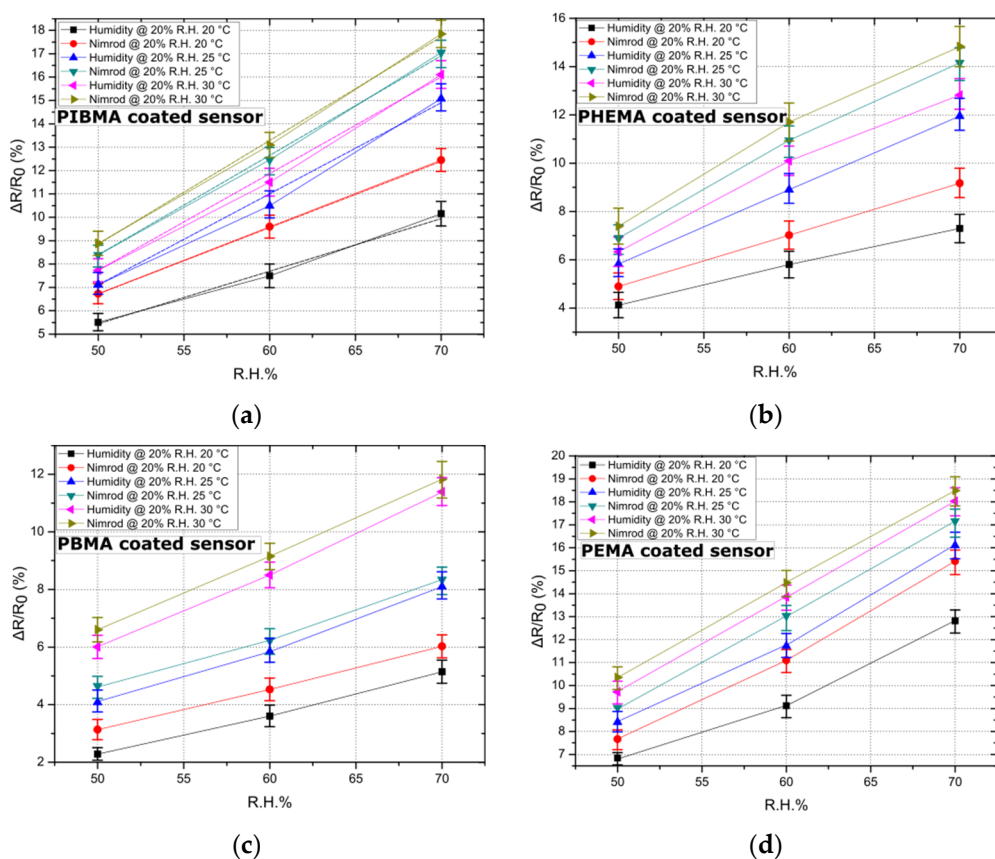 Humidity @ 20% R.H. 20 °C
Nimrod @ 20% R.H. 20 °C
Humidity @ 20% R.H. 25 °C
Nimrod @ 20% R.H. 25 °C
Humidity @ 20% R.H. 30 °C
Nimrod @ 20% R.H. 30 °C
PIBMA coated sensor
18
17
16
15
14
13
12
11
10
9
8
7
6
5
ΔR/R0 (%)
50 55 60 65 70
R.H.%
(a)
Humidity @ 20% R.H. 20 °C
Nimrod @ 20% R.H. 20 °C
Humidity @ 20% R.H. 25 °C
Nimrod @ 20% R.H. 25 °C
Humidity @ 20% R.H. 30 °C
Nimrod @ 20% R.H. 30 °C
PHEMA coated sensor
16
14
12
10
8
6
4
ΔR/R0 (%)
50 55 60 65 70
R.H.%
(b)
Humidity @ 20% R.H. 20 °C
Nimrod @ 20% R.H. 20 °C
Humidity @ 20% R.H. 25 °C
Nimrod @ 20% R.H. 25 °C
Humidity @ 20% R.H. 30 °C
Nimrod @ 20% R.H. 30 °C
PBMA coated sensor
12
10
8
6
4
2
ΔR/R0 (%)
50 55 60 65 70
R.H.%
(c)
Humidity @ 20% R.H. 20 °C
Nimrod @ 20% R.H. 20 °C
Humidity @ 20% R.H. 25 °C
Nimrod @ 20% R.H. 25 °C
Humidity @ 20% R.H. 30 °C
Nimrod @ 20% R.H. 30 °C
PEMA coated sensor
20
19
18
17
16
15
14
13
12
11
10
9
8
7
ΔR/R0 (%)
50 55 60 65 70
R.H.%
(d)